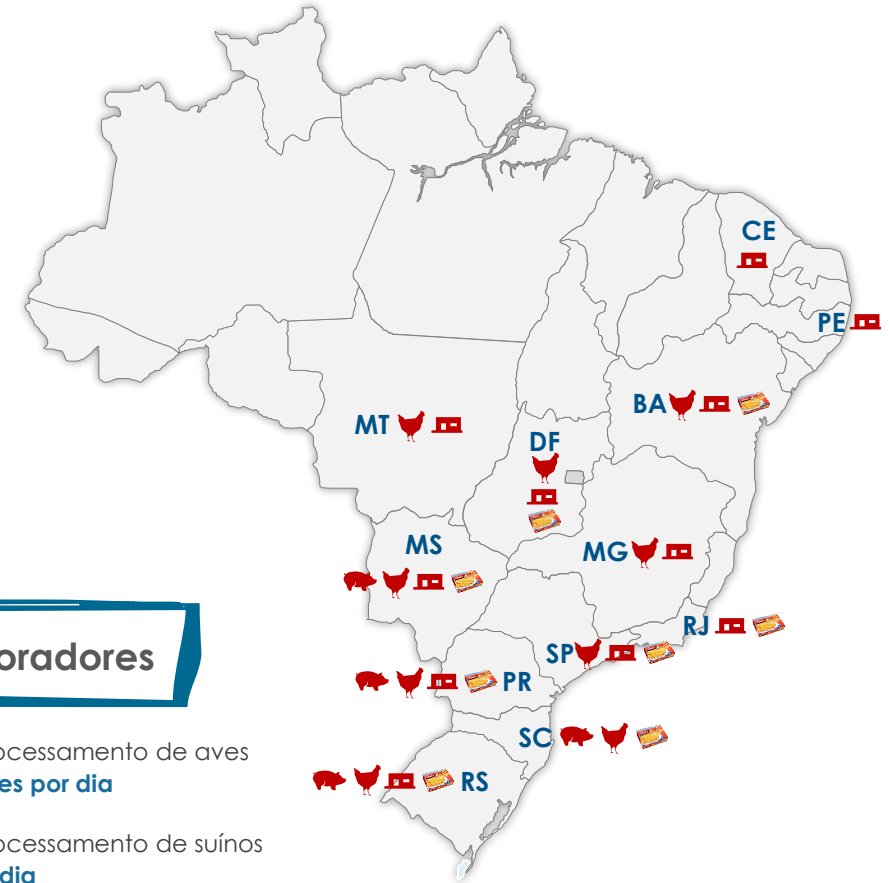 CE
PE
BA
MT
DF
MS
MG
RJ
SP
PR
SC
RS
oradores
ocessamento de aves
es por dia
ocessamento de suínos
dia